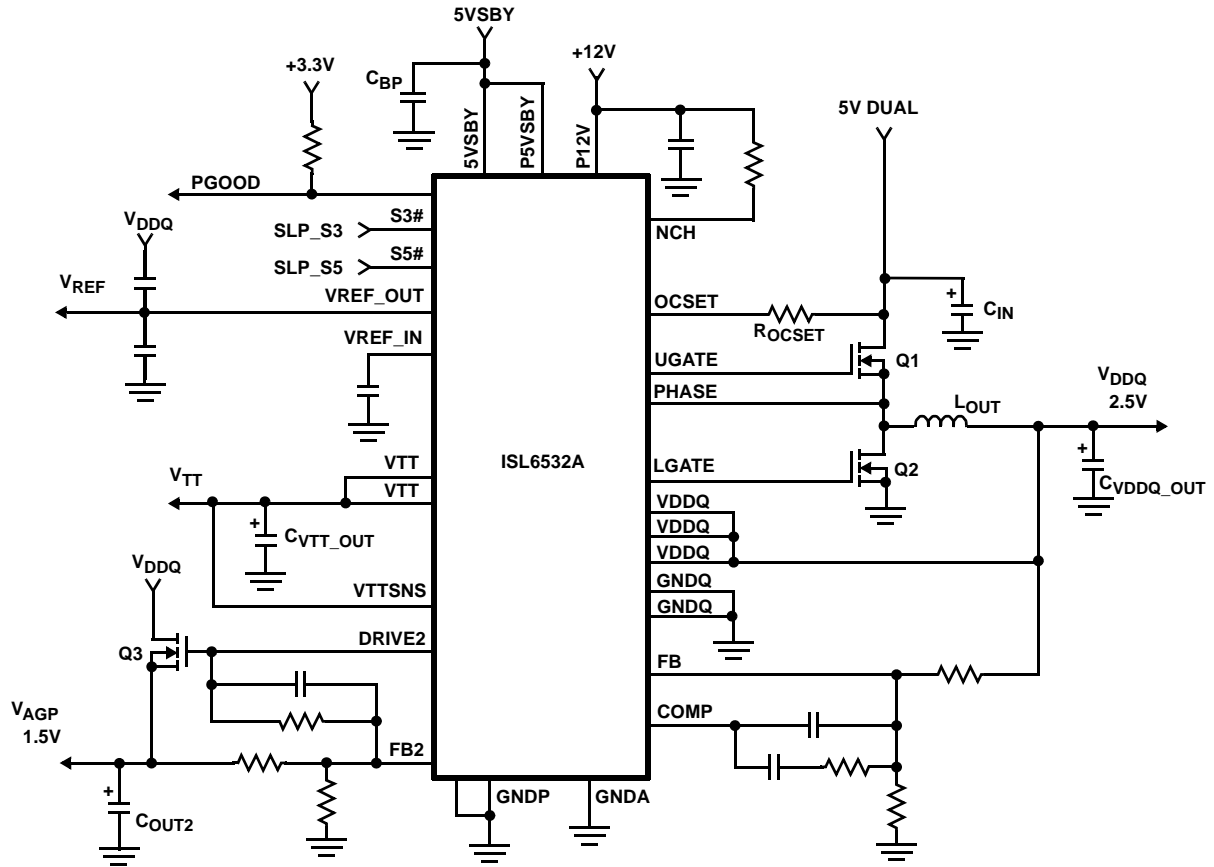 5VSBY
+12V
+3.3V
CBP
5V DUAL
5VSBY
P5VSBY
P12V
PGOOD
S3#
SLP_S3
NCH
VDDQ
S5#
SLP_S5
VREF
VREF_OUT
OCSET
ROCSET
CIN
VREF_IN
UGATE
Q1
PHASE
LOUT
VDDQ
2.5V
ISL6532A
VTT
LGATE
Q2
VTT
VTT
CVDDQ_OUT
VDDQ
CVTT_OUT
VDDQ
VDDQ
VDDQ
VTTSNS
GNDQ
GNDQ
DRIVE2
Q3
FB
VAGP
1.5V
COMP
FB2
GNDP
GNDA
COUT2